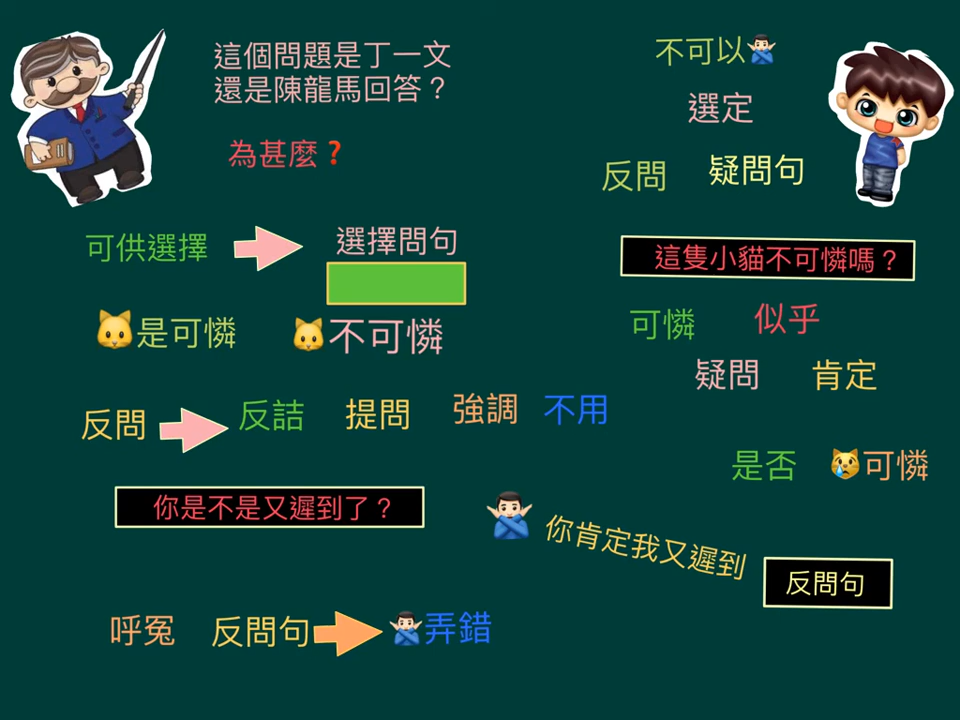 這個問題是丁一文
還是陳龍馬回答？
為甚麼？
不可以
選定
反問 疑問句
可供選擇 選擇問句
這隻小貓不可憐嗎？
是可憐 不可憐
可憐 似乎
疑問 肯定
反問 反詰 提問 強調 不用
是否 可憐
你是不是又遲到了？
你肯定我又遲到
反問句
呼冤 反問句 弄錯